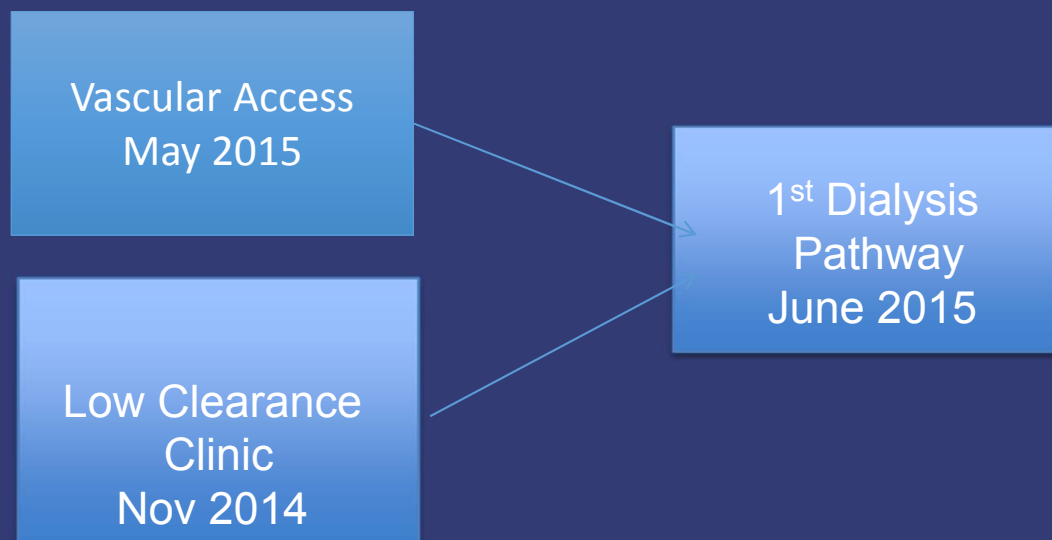 Vascular Access
May 2015
1st Dialysis
Pathway
June 2015
Low Clearance
Clinic
Nov 2014